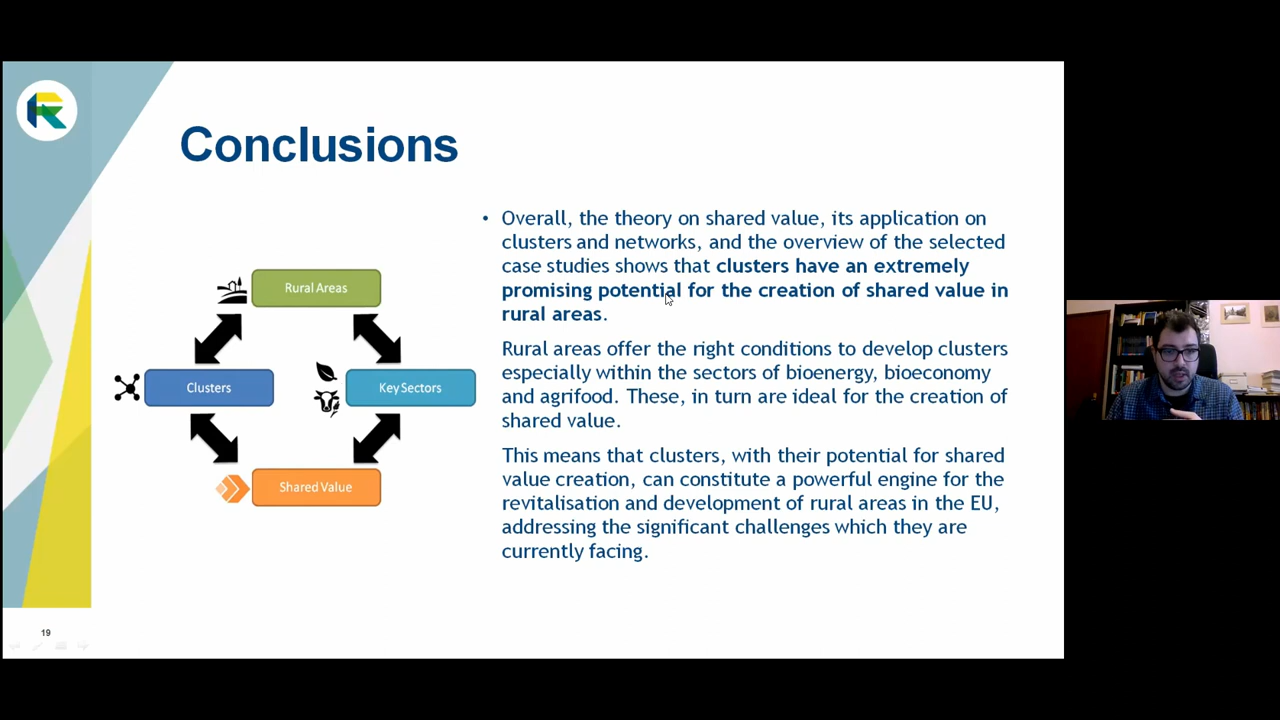 Conclusions
• Overall, the theory on shared value, its application on
clusters and networks, and the overview of the selected
case studies shows that clusters have an extremely
promising potential for the creation of shared value in
rural areas.
Rural areas offer the right conditions to develop clusters
especially within the sectors of bioenergy, bioeconomy
and agrifood. These, in turn are ideal for the creation of
shared value.
This means that clusters, with their potential for shared
value creation, can constitute a powerful engine for the
revitalisation and development of rural areas in the EU,
addressing the significant challenges which they are
currently facing.
Rural Areas
Clusters
Key Sectors
Shared Value
19